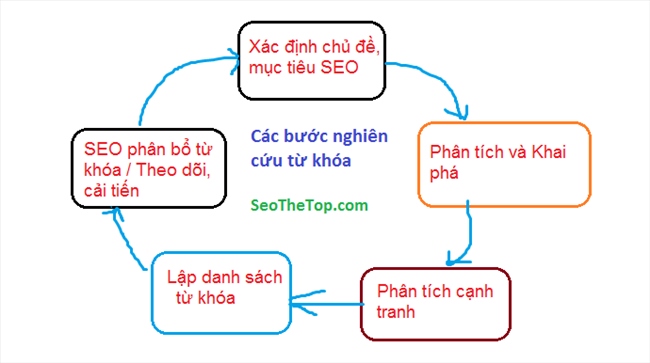 Xác định chủ đề,
mục tiêu SEO
Các bước nghiên
cứu từ khóa
SeoTheTop.com
Phân tích và Khai
phá
Phân tích cạnh
tranh
Lập danh sách
từ khóa
SEO phân bổ từ
khóa / Theo dõi,
cải tiến